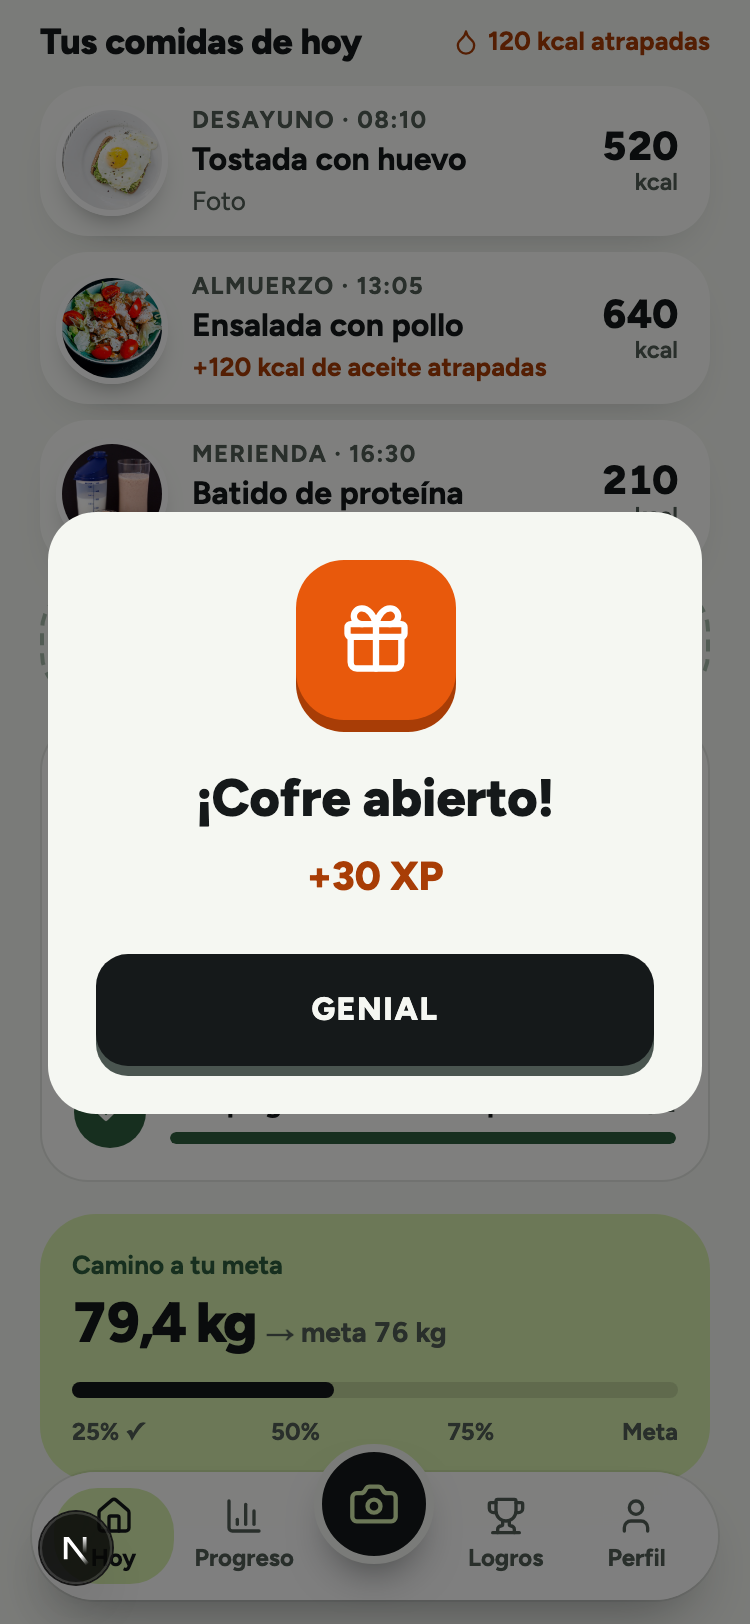 Tus comidas de hoy
120 kcal atrapadas
DESAYUNO · 08:10
Tostada con huevo
Foto
520
kcal
ALMUERZO · 13:05
Ensalada con pollo
+120 kcal de aceite atrapadas
640
kcal
MERIENDA · 16:30
Batido de proteína
210
¡Cofre abierto!
+30 XP
GENIAL
Camino a tu meta
79,4 kg → meta 76 kg
25% ✓ 50% 75% Meta
N
Hoy Progreso Logros Perfil